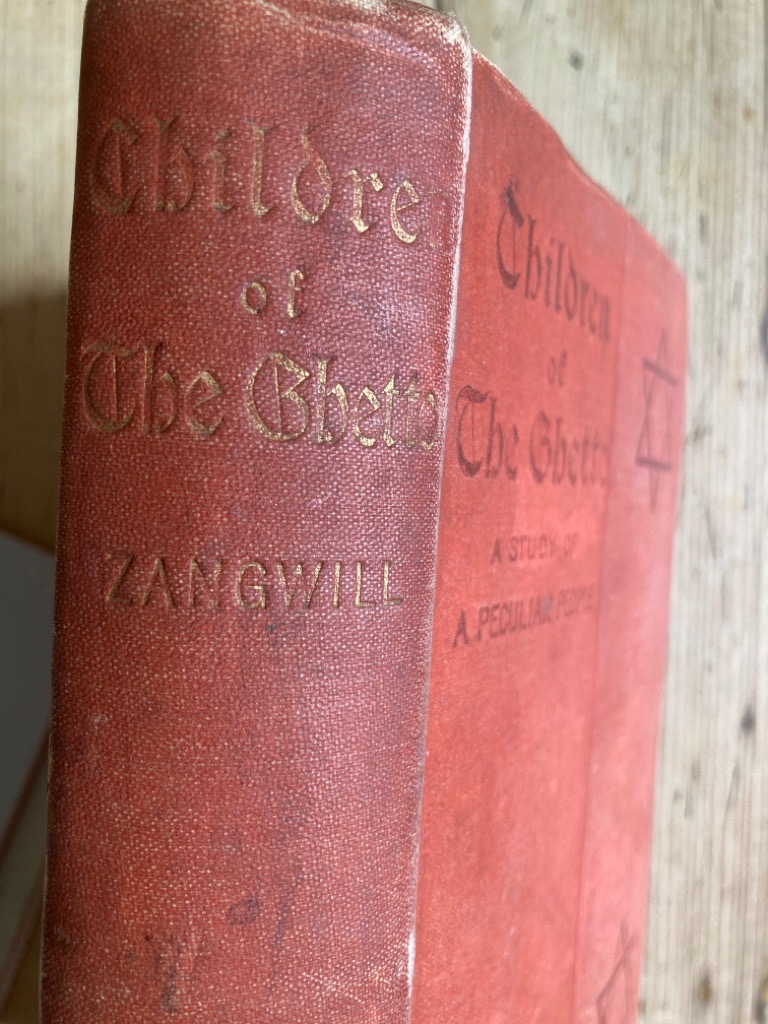 Children
of
The Ghetto
ZANGWILL
Children
of
The Ghetto
A STUDY OF
A PECULIAR PEOPLE